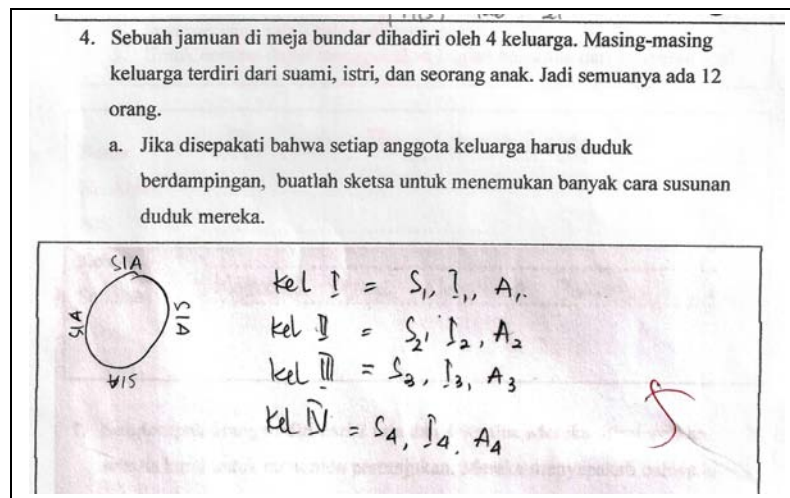 4. Sebuah jamuan di meja bundar dihadiri oleh 4 keluarga. Masing-masing
keluarga terdiri dari suami, istri, dan seorang anak. Jadi semuanya ada 12
orang.
a. Jika disepakati bahwa setiap anggota keluarga harus duduk
berdampingan, buatlah sketsa untuk menemukan banyak cara susunan
duduk mereka.
SIA
SIA
SIA
SIA
Kel I = S1, I1, A1.
Kel II = S2, I2, A2
kel III = S3, I3, A3
Kel IV = S4, I4, A4
5